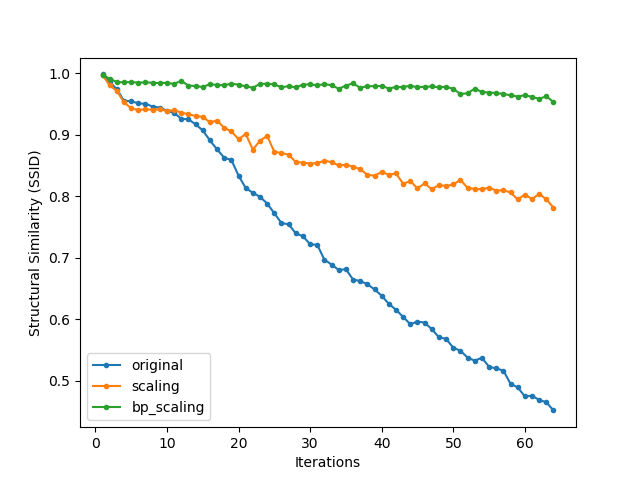 1.0
0.9
0.8
0.7
0.6
0.5
Structural Similarity (SSID)
original
scaling
bp_scaling
0 10 20 30 40 50 60
Iterations